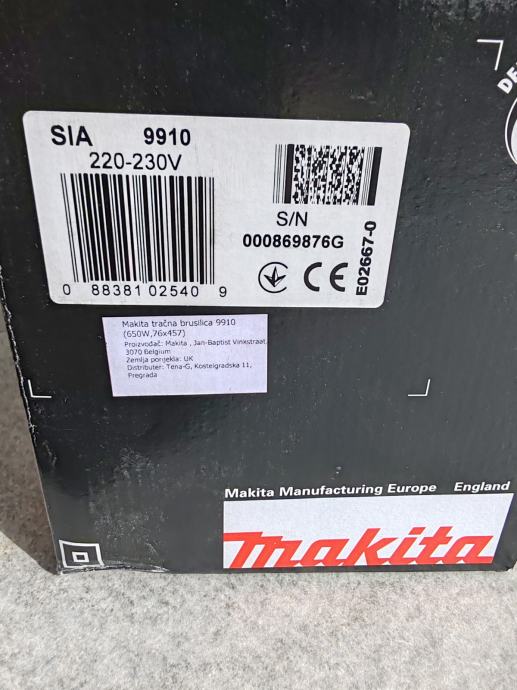 SIA 9910
220-230V
0 88381 02540 9
S/N
000869876G
CE
E02667-0
Makita tračna brusilica 9910
(650W,76x457)
Proizvođač: Makita , Jan-Baptist Vinkstraat,
3070 Belgium
Zemlja porijekla: UK
Distributer: Tena-G, Kostelgradska 11,
Pregrada
Makita Manufacturing Europe England
makita